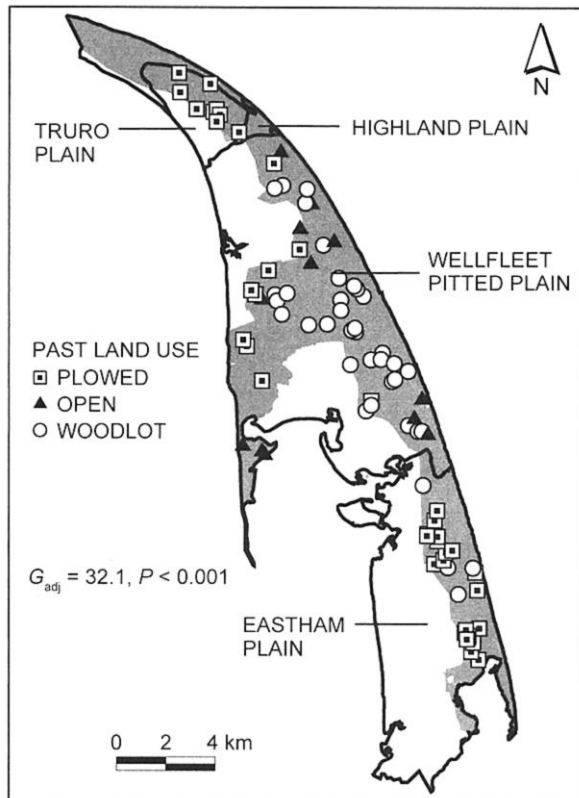 N
TRURO
PLAIN
HIGHLAND PLAIN
WELLFLEET
PITTED PLAIN
PAST LAND USE
PLOWED
OPEN
WOODLOT
Gadj = 32.1, P < 0.001
EASTHAM
PLAIN
0 2 4 km